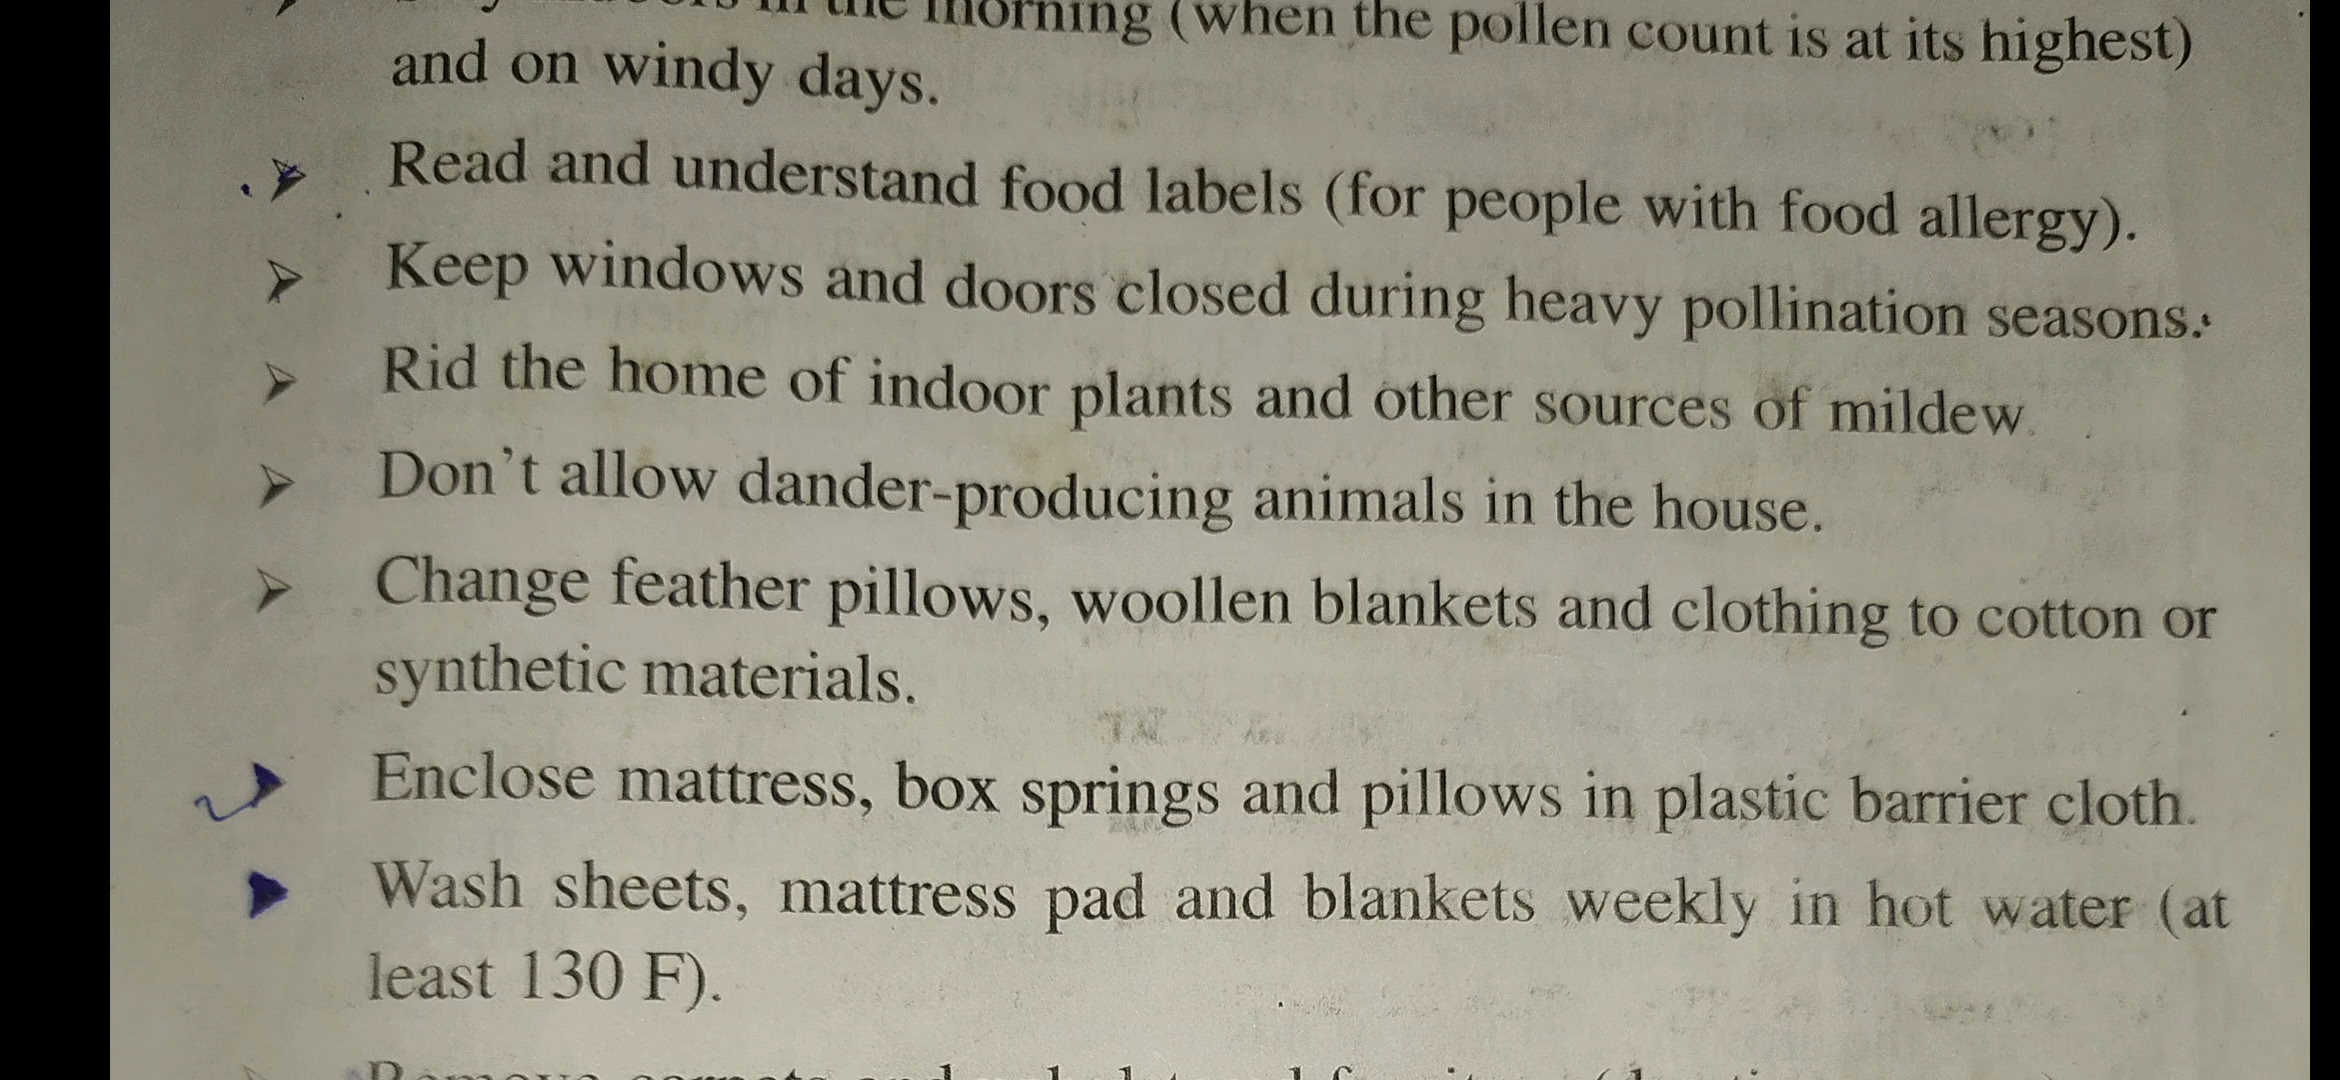 in the morning (when the pollen count is at its highest)
and on windy days.
➢ Read and understand food labels (for people with food allergy).
➢ Keep windows and doors closed during heavy pollination seasons.
➢ Rid the home of indoor plants and other sources of mildew.
➢ Don't allow dander-producing animals in the house.
➢ Change feather pillows, woollen blankets and clothing to cotton or
synthetic materials.
➢ Enclose mattress, box springs and pillows in plastic barrier cloth.
➢ Wash sheets, mattress pad and blankets weekly in hot water (at
least 130 F).